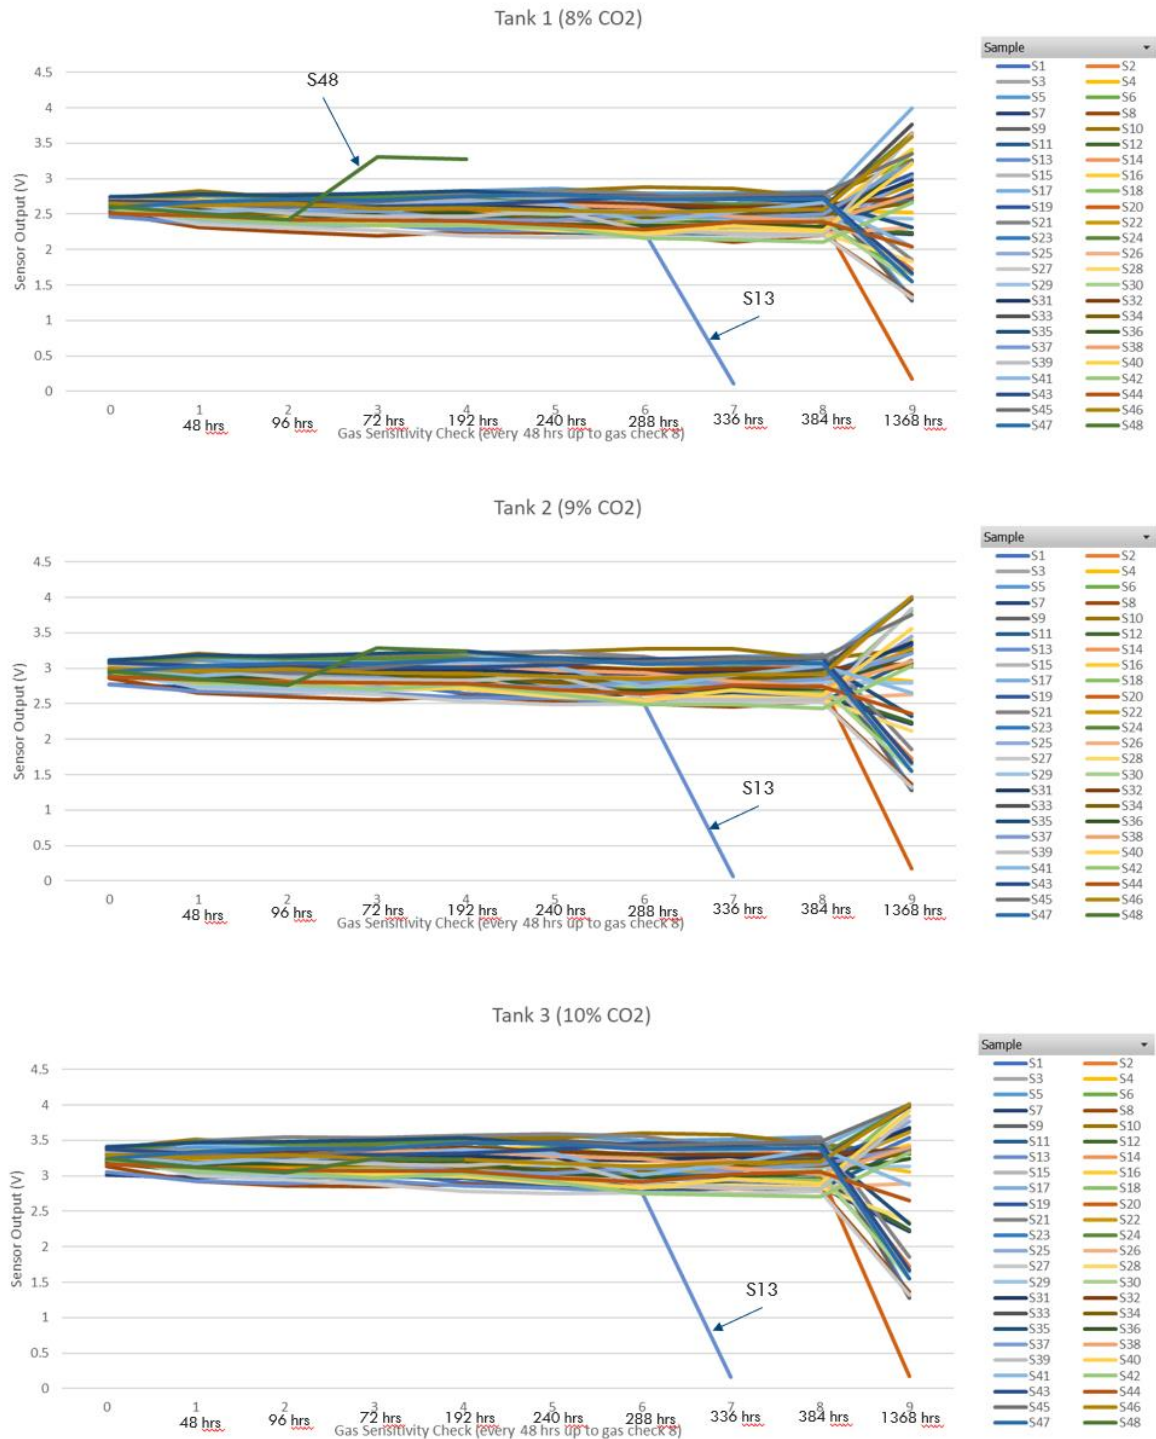 Tank 1 (8% CO2)
Sample
4.5
4
3.5
3
2.5
2
1.5
1
0.5
0
Sensor Output (V)
S48
S13
0 1 2 3 4 5 6 7 8 9
48 hrs 96 hrs 72 hrs 192 hrs 240 hrs 288 hrs 336 hrs 384 hrs 1368 hrs
Gas Sensitivity Check (every 48 hrs up to gas check 8)
S1 S2
S3 S4
S5 S6
S7 S8
S9 S10
S11 S12
S13 S14
S15 S16
S17 S18
S19 S20
S21 S22
S23 S24
S25 S26
S27 S28
S29 S30
S31 S32
S33 S34
S35 S36
S37 S38
S39 S40
S41 S42
S43 S44
S45 S46
S47 S48
Tank 2 (9% CO2)
Sample
4.5
4
3.5
3
2.5
2
1.5
1
0.5
0
Sensor Output (V)
S13
0 1 2 3 4 5 6 7 8 9
48 hrs 96 hrs 72 hrs 192 hrs 240 hrs 288 hrs 336 hrs 384 hrs 1368 hrs
Gas Sensitivity Check (every 48 hrs up to gas check 8)
S1 S2
S3 S4
S5 S6
S7 S8
S9 S10
S11 S12
S13 S14
S15 S16
S17 S18
S19 S20
S21 S22
S23 S24
S25 S26
S27 S28
S29 S30
S31 S32
S33 S34
S35 S36
S37 S38
S39 S40
S41 S42
S43 S44
S45 S46
S47 S48
Tank 3 (10% CO2)
Sample
4.5
4
3.5
3
2.5
2
1.5
1
0.5
0
Sensor Output (V)
S13
0 1 2 3 4 5 6 7 8 9
48 hrs 96 hrs 72 hrs 192 hrs 240 hrs 288 hrs 336 hrs 384 hrs 1368 hrs
Gas Sensitivity Check (every 48 hrs up to gas check 8)
S1 S2
S3 S4
S5 S6
S7 S8
S9 S10
S11 S12
S13 S14
S15 S16
S17 S18
S19 S20
S21 S22
S23 S24
S25 S26
S27 S28
S29 S30
S31 S32
S33 S34
S35 S36
S37 S38
S39 S40
S41 S42
S43 S44
S45 S46
S47 S48